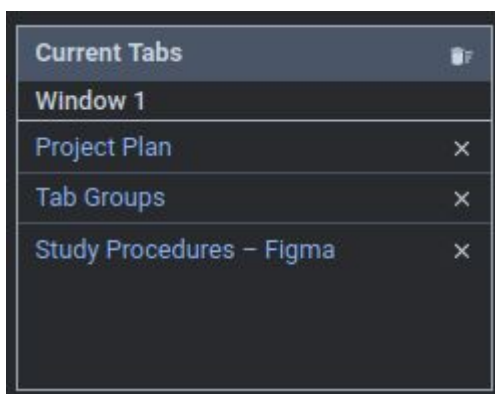 Current Tabs
Window 1
Project Plan
Tab Groups
Study Procedures – Figma